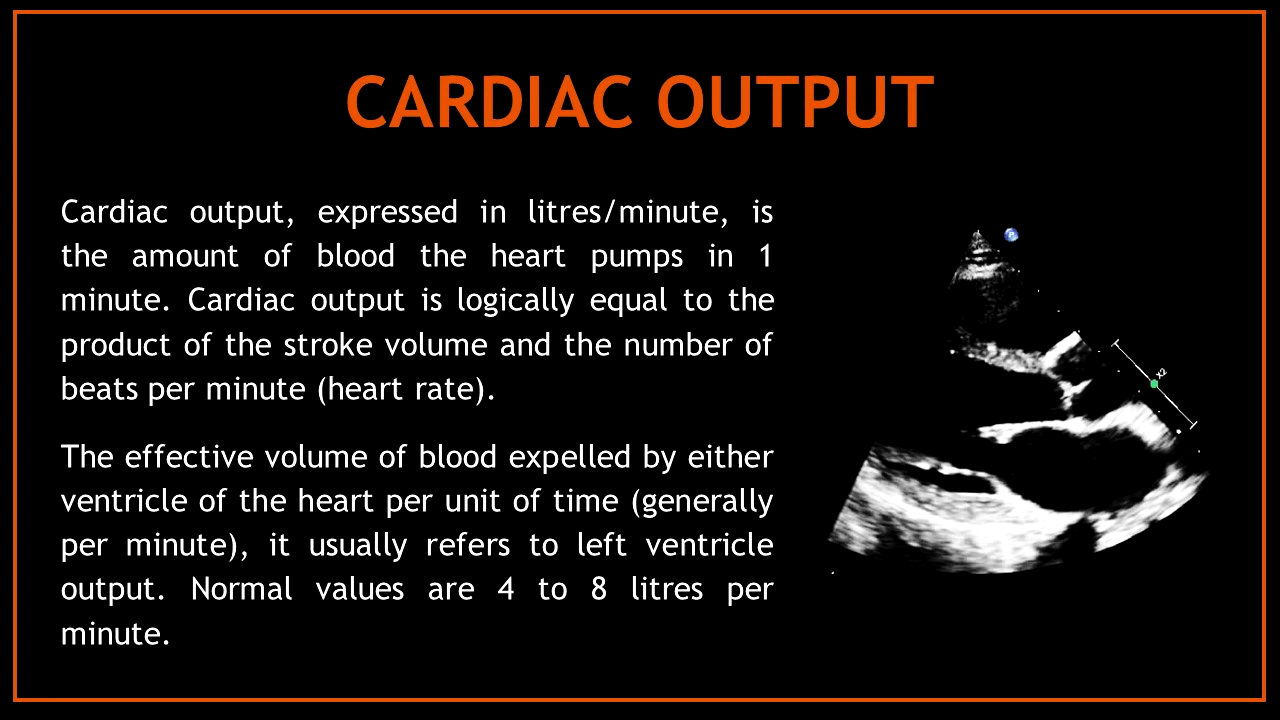 CARDIAC OUTPUT
Cardiac output, expressed in litres/minute, is
the amount of blood the heart pumps in 1
minute. Cardiac output is logically equal to the
product of the stroke volume and the number of
beats per minute (heart rate).
The effective volume of blood expelled by either
ventricle of the heart per unit of time (generally
per minute), it usually refers to left ventricle
output. Normal values are 4 to 8 litres per
minute.
X2